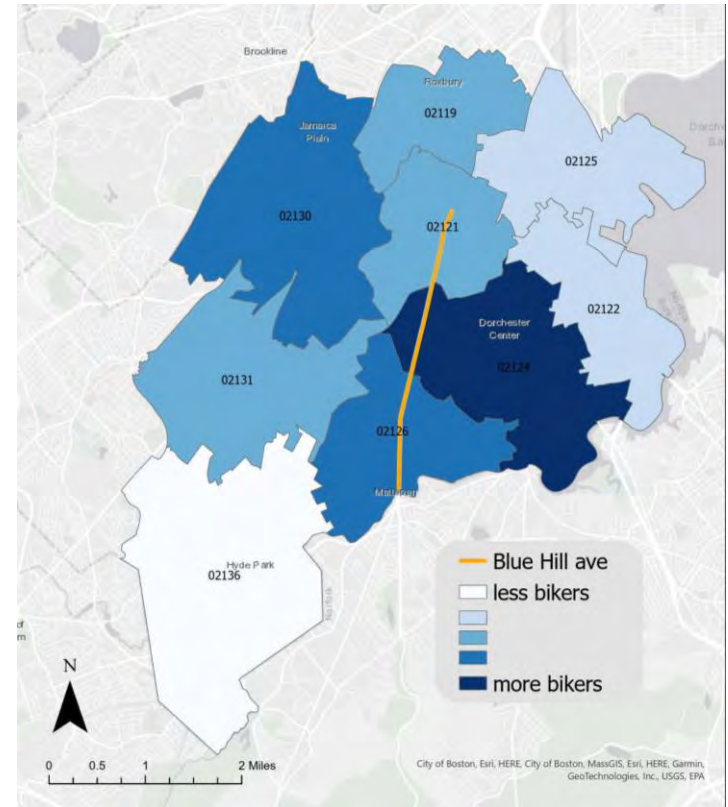 Brookline
Roxbury
02119
Jamaica
Plain
02125
02130
02121
02122
Dorchester
Center
02124
02131
02126
Mattapan
Hyde Park
02136
Norfolk
Blue Hill ave
less bikers
more bikers
N
0 0.5 1 2 Miles
City of Boston, Esri, HERE, City of Boston, MassGIS, Esri, HERE, Garmin,
GeoTechnologies, Inc., USGS, EPA